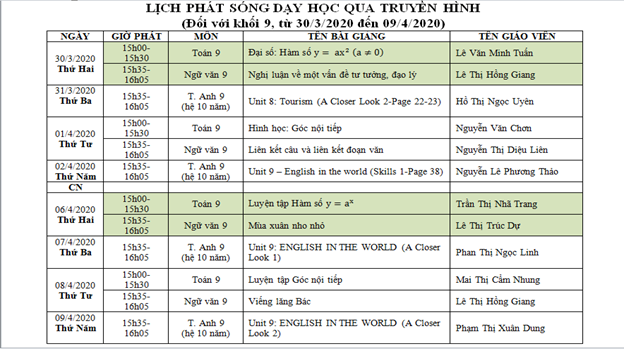 LỊCH PHÁT SÓNG DẠY HỌC QUA TRUYỀN HÌNH
(Đối với khối 9, từ 30/3/2020 đến 09/4/2020)
NGÀY GIỜ PHÁT MÔN TÊN BÀI GIẢNG TÊN GIÁO VIÊN
30/3/2020 Thứ Hai 15h00-15h30 Toán 9 Đại số: Hàm số y = ax² (a ≠ 0) Lê Văn Minh Tuấn
15h35-16h05 Ngữ văn 9 Nghị luận về một vấn đề tư tưởng, đạo lý Lê Thị Hồng Giang
31/3/2020 Thứ Ba 15h35-16h05 T. Anh 9 (hệ 10 năm) Unit 8: Tourism (A Closer Look 2-Page 22-23) Hồ Thị Ngọc Uyên
01/4/2020 Thứ Tư 15h00-15h30 Toán 9 Hình học: Góc nội tiếp Nguyễn Văn Chơn
15h35-16h05 Ngữ văn 9 Liên kết câu và liên kết đoạn văn Nguyễn Thị Diệu Liên
02/4/2020 Thứ Năm 15h35-16h05 T. Anh 9 (hệ 10 năm) Unit 9 – English in the world (Skills 1-Page 38) Nguyễn Lê Phương Thảo
CN
06/4/2020 Thứ Hai 15h00-15h30 Toán 9 Luyện tập Hàm số y = aˣ Trần Thị Nhã Trang
15h35-16h05 Ngữ văn 9 Mùa xuân nho nhỏ Lê Thị Trúc Dự
07/4/2020 Thứ Ba 15h35-16h05 T. Anh 9 (hệ 10 năm) Unit 9: ENGLISH IN THE WORLD (A Closer Look 1) Phan Thị Ngọc Linh
08/4/2020 Thứ Tư 15h00-15h30 Toán 9 Luyện tập Góc nội tiếp Mai Thị Cẩm Nhung
15h35-16h05 Ngữ văn 9 Viếng lăng Bác Lê Thị Hồng Giang
09/4/2020 Thứ Năm 15h35-16h05 T. Anh 9 (hệ 10 năm) Unit 9: ENGLISH IN THE WORLD (A Closer Look 2) Phạm Thị Xuân Dung